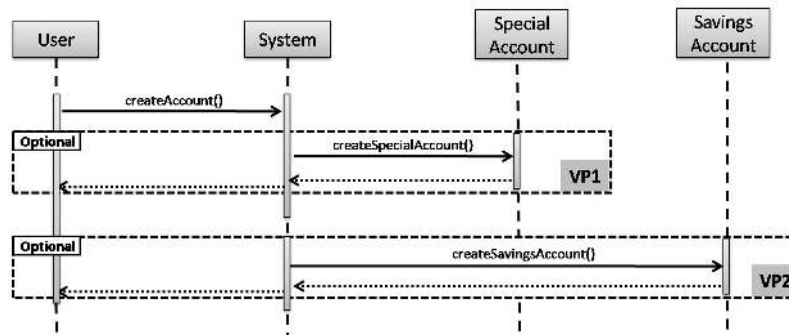 User
System
Special
Account
Savings
Account
createAccount()
Optional
createSpecialAccount()
VP1
Optional
createSavingsAccount()
VP2